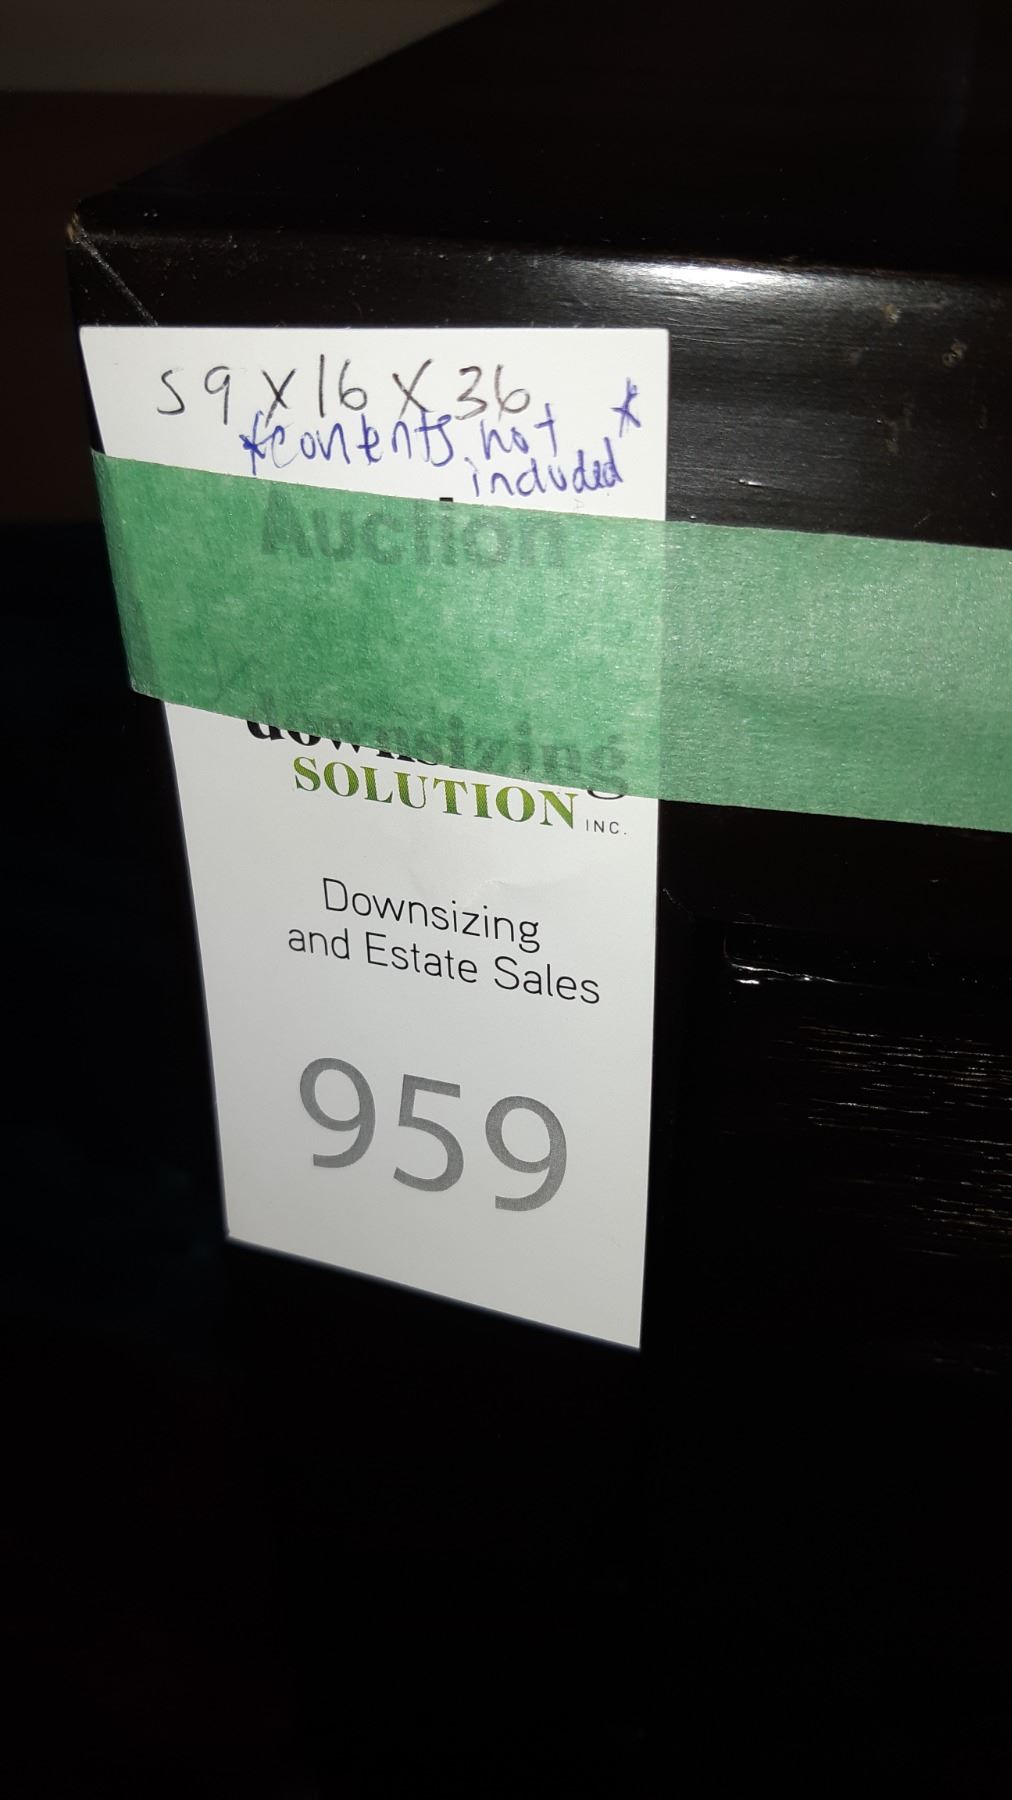 59 X 16 X 36
*contents not *
included
Auction
downsizing
SOLUTION INC.
Downsizing
and Estate Sales
959